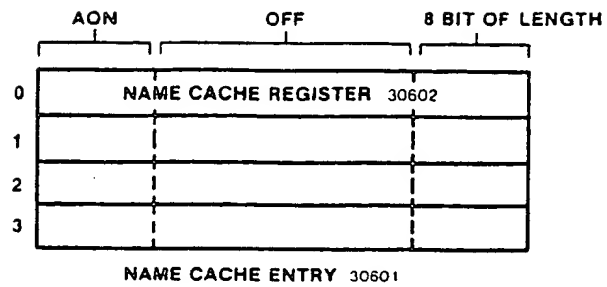 AON OFF 8 BIT OF LENGTH
0 NAME CACHE REGISTER 30602
1
2
3
NAME CACHE ENTRY 30601